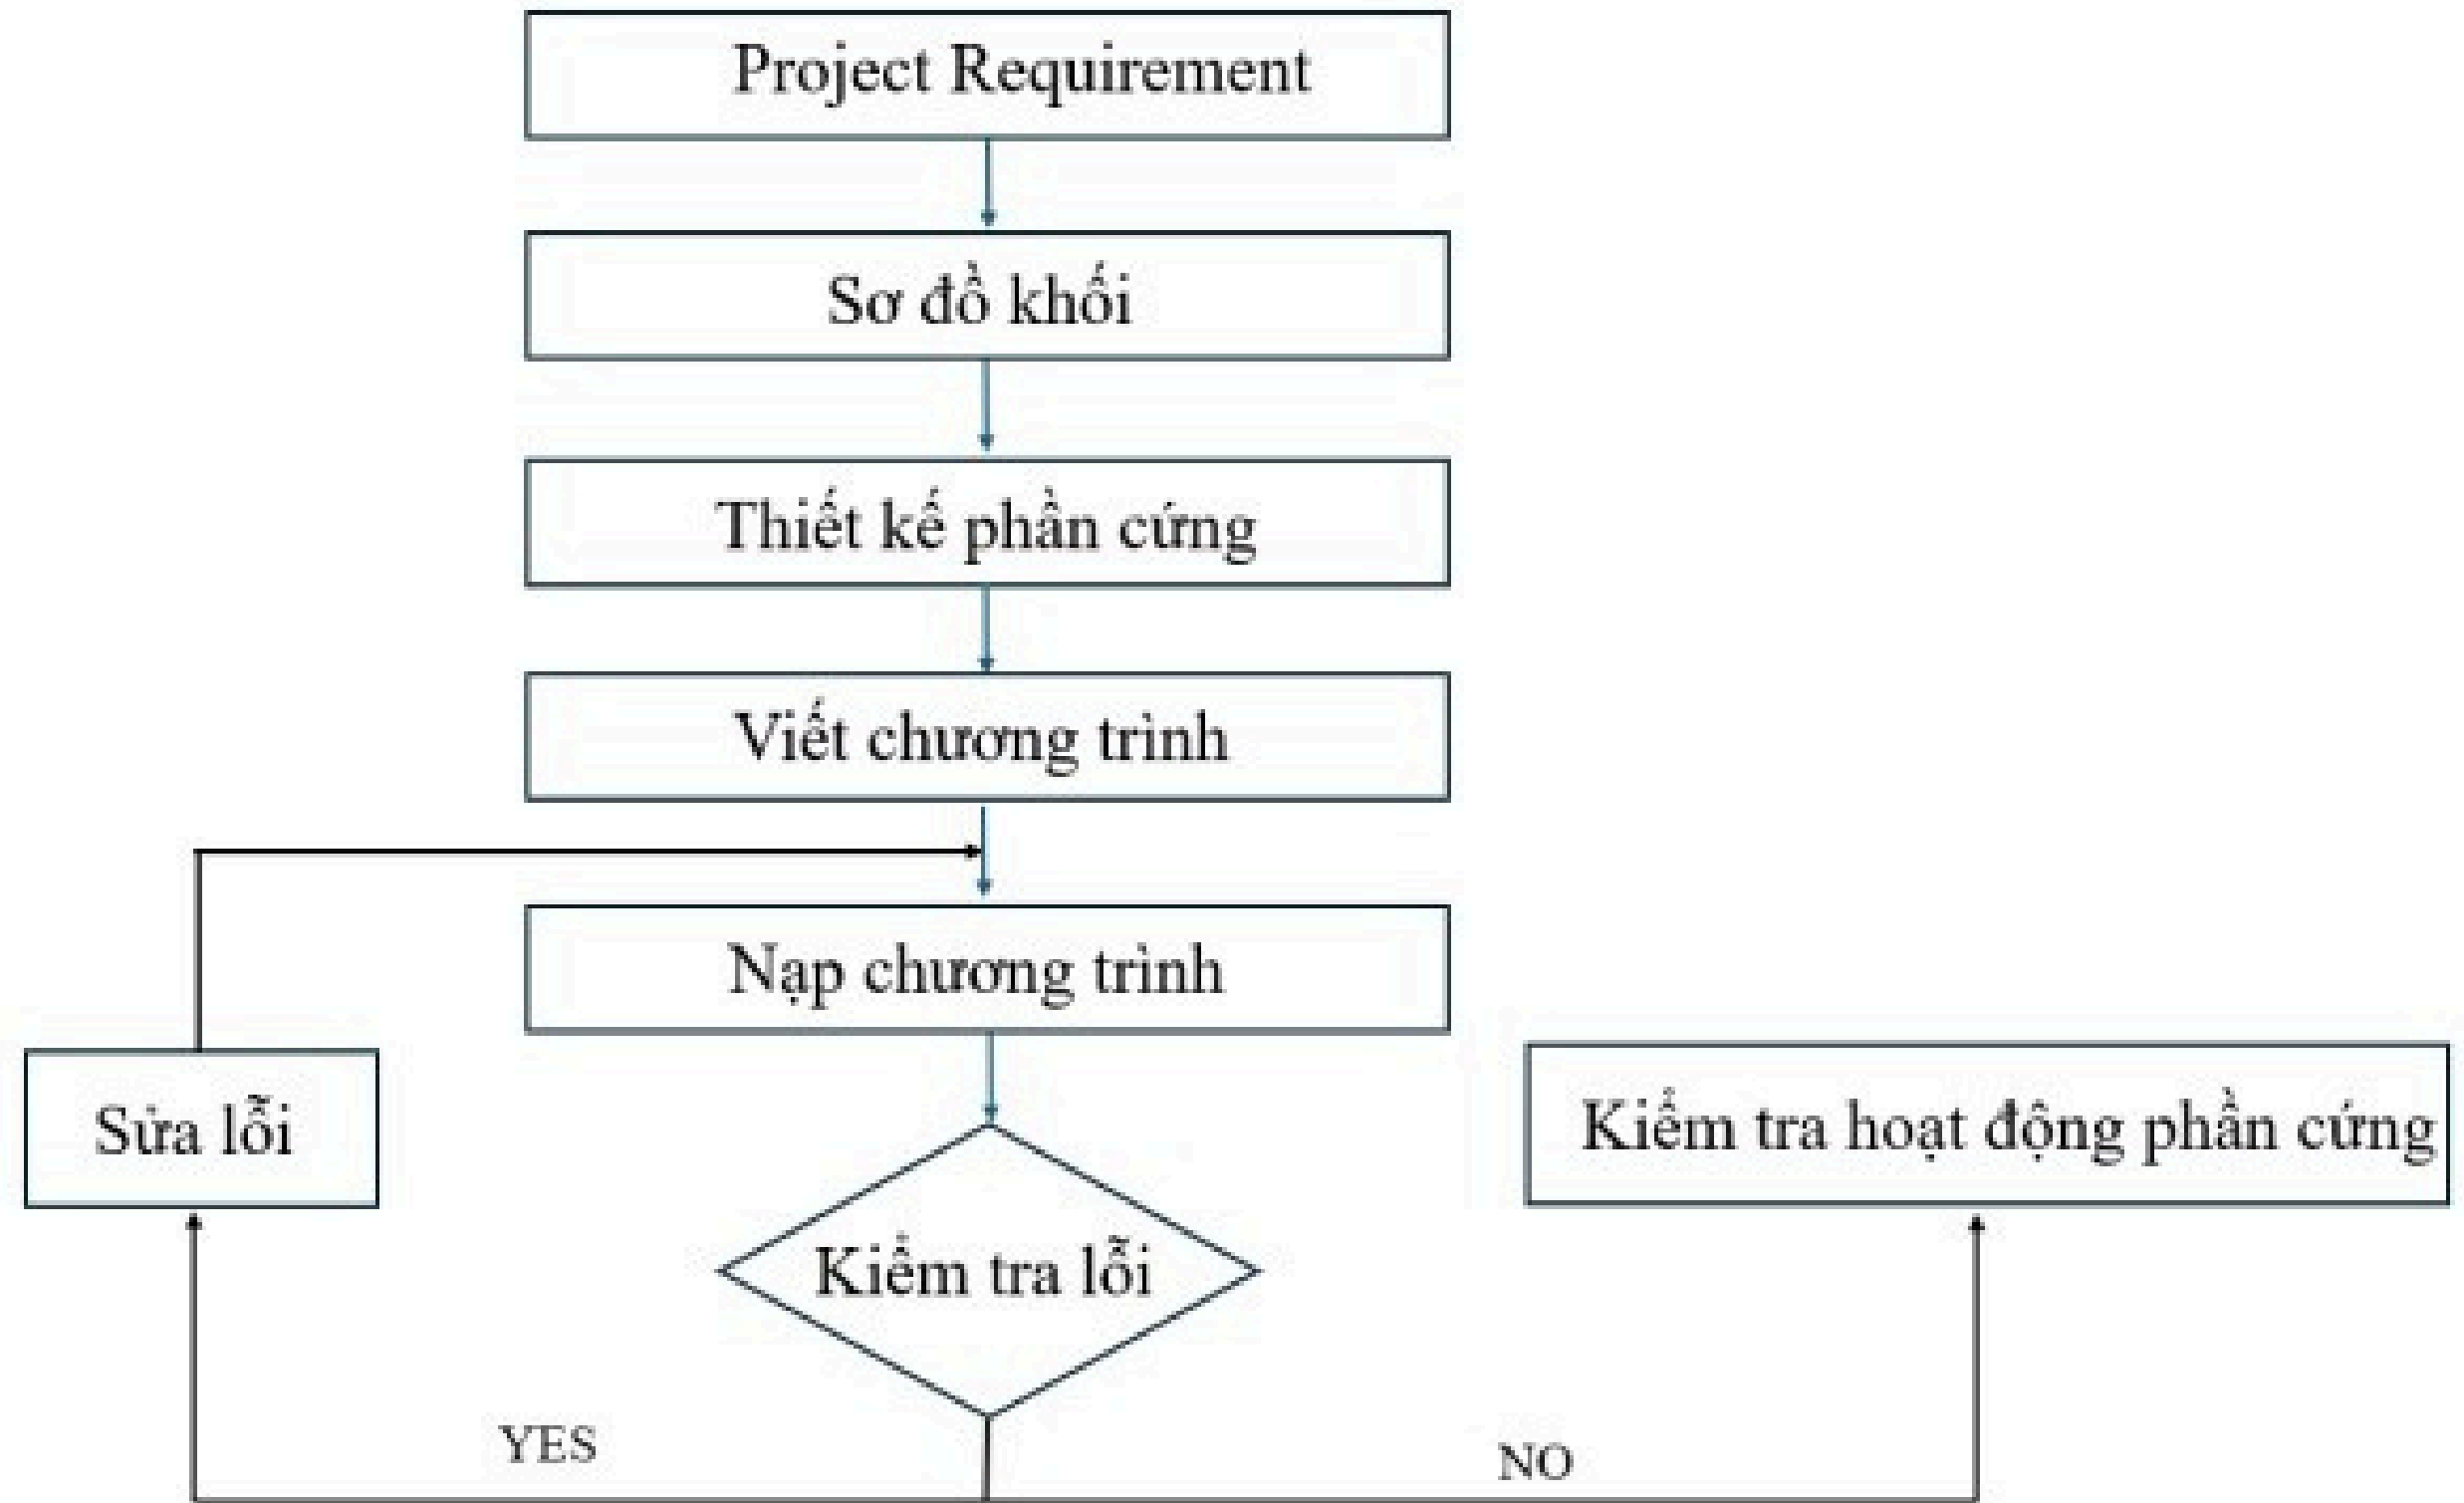 Project Requirement
Sơ đồ khối
Thiết kế phần cứng
Viết chương trình
Nạp chương trình
Sửa lỗi
Kiểm tra hoạt động phần cứng
Kiểm tra lỗi
YES
NO